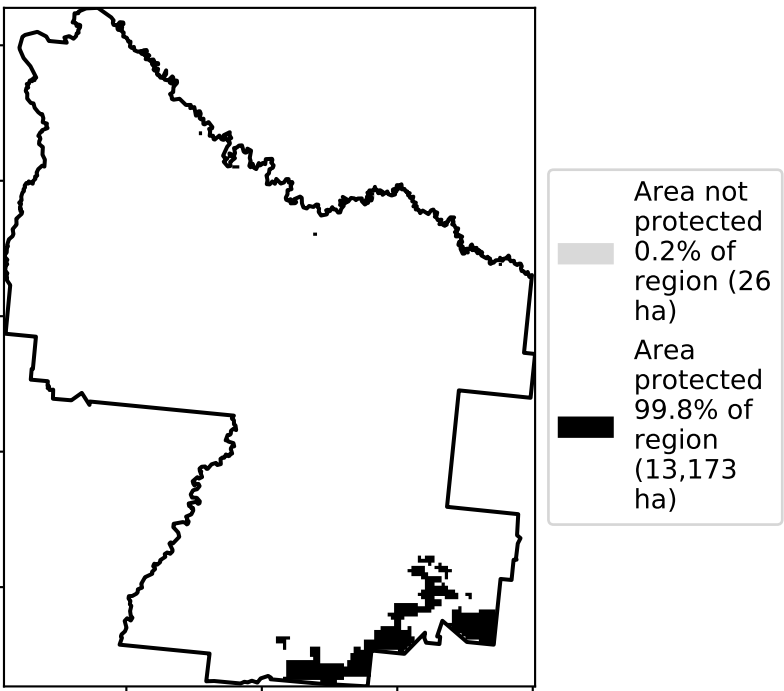 Area not
protected
0.2% of
region (26
ha)
Area
protected
99.8% of
region
(13,173
ha)